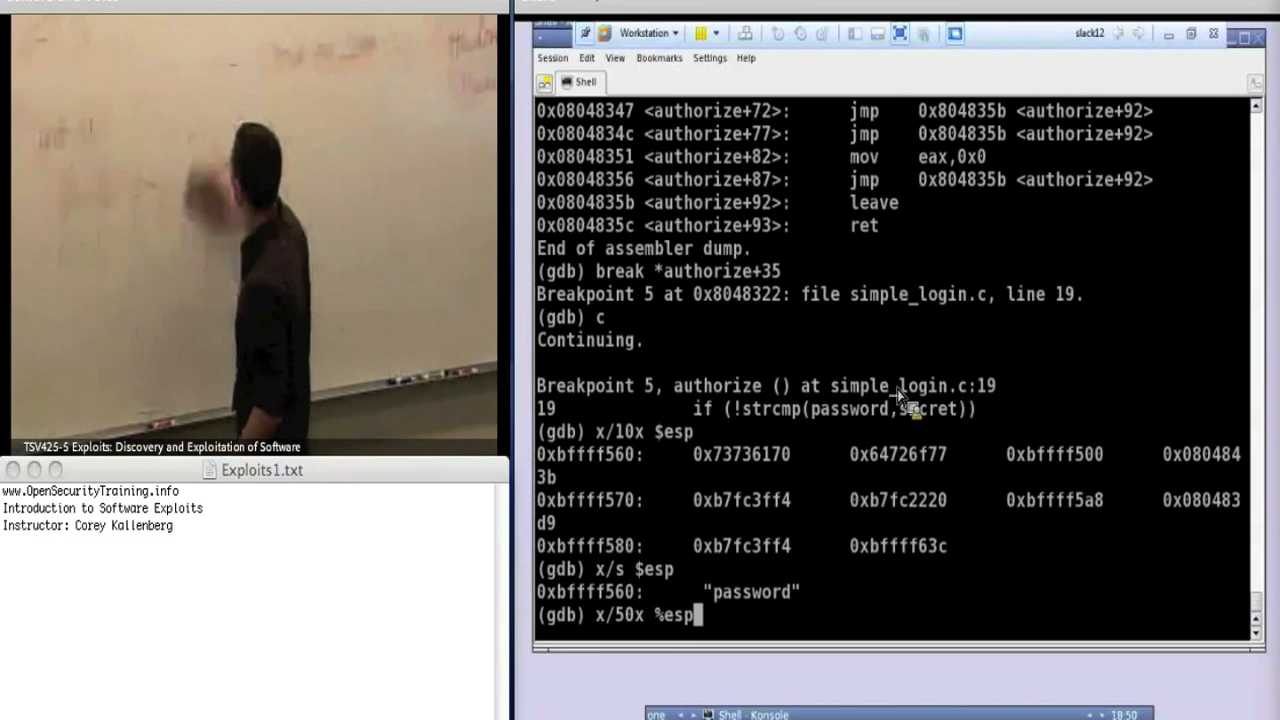 Workstation
slack12
Session Edit View Bookmarks Settings Help
Shell
0x08048347 <authorize+72>: jmp 0x804835b <authorize+92>
0x0804834c <authorize+77>: jmp 0x804835b <authorize+92>
0x08048351 <authorize+82>: mov eax,0x0
0x08048356 <authorize+87>: jmp 0x804835b <authorize+92>
0x0804835b <authorize+92>: leave
0x0804835c <authorize+93>: ret
End of assembler dump.
(gdb) break *authorize+35
Breakpoint 5 at 0x8048322: file simple_login.c, line 19.
(gdb) c
Continuing.
Breakpoint 5, authorize () at simple_login.c:19
19 if (!strcmp(password,secret))
(gdb) x/10x $esp
0xbffff560: 0x73736170 0x64726f77 0xbffff500 0x080484
3b
0xbffff570: 0xb7fc3ff4 0xb7fc2220 0xbffff5a8 0x080483
d9
0xbffff580: 0xb7fc3ff4 0xbffff63c
(gdb) x/s $esp
0xbffff560: "password"
(gdb) x/50x %esp
TSV425-5 Exploits: Discovery and Exploitation of Software
Exploits1.txt
www.OpenSecurityTraining.info
Introduction to Software Exploits
Instructor: Corey Kallenberg
one Shell - Konsole 18:50